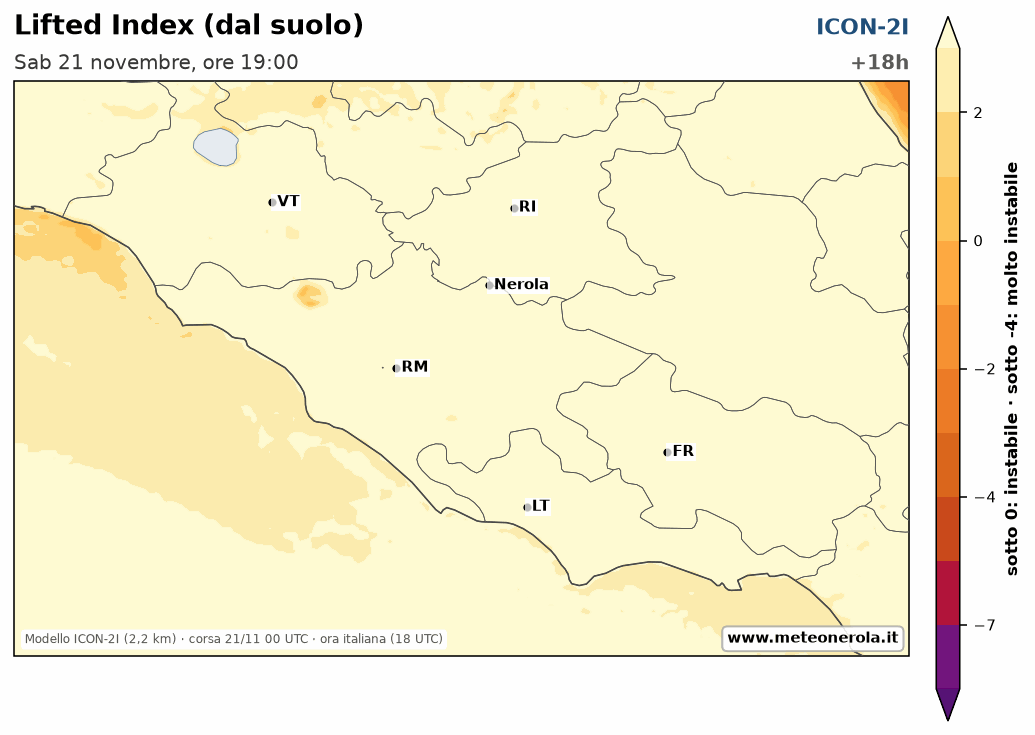 Lifted Index (dal suolo)
ICON-2I
Sab 21 novembre, ore 19:00
+18h
VT
RI
Nerola
RM
FR
LT
Modello ICON-2I (2,2 km) · corsa 21/11 00 UTC · ora italiana (18 UTC)
www.meteonerola.it
2
0
−2
−4
−7
sotto 0: instabile · sotto -4: molto instabile